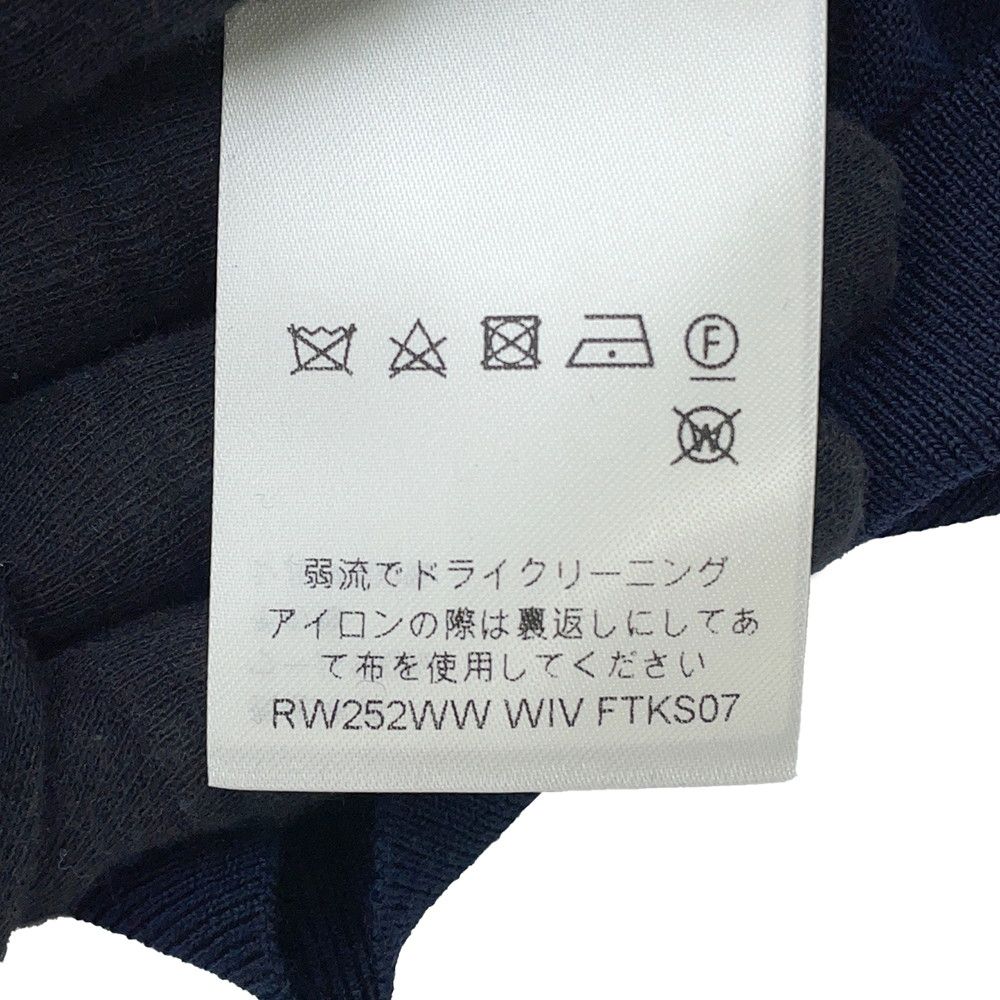 F
W
弱流でドライクリーニング
アイロンの際は裏返しにしてあ
て布を使用してください
RW252WW WIV FTKS07